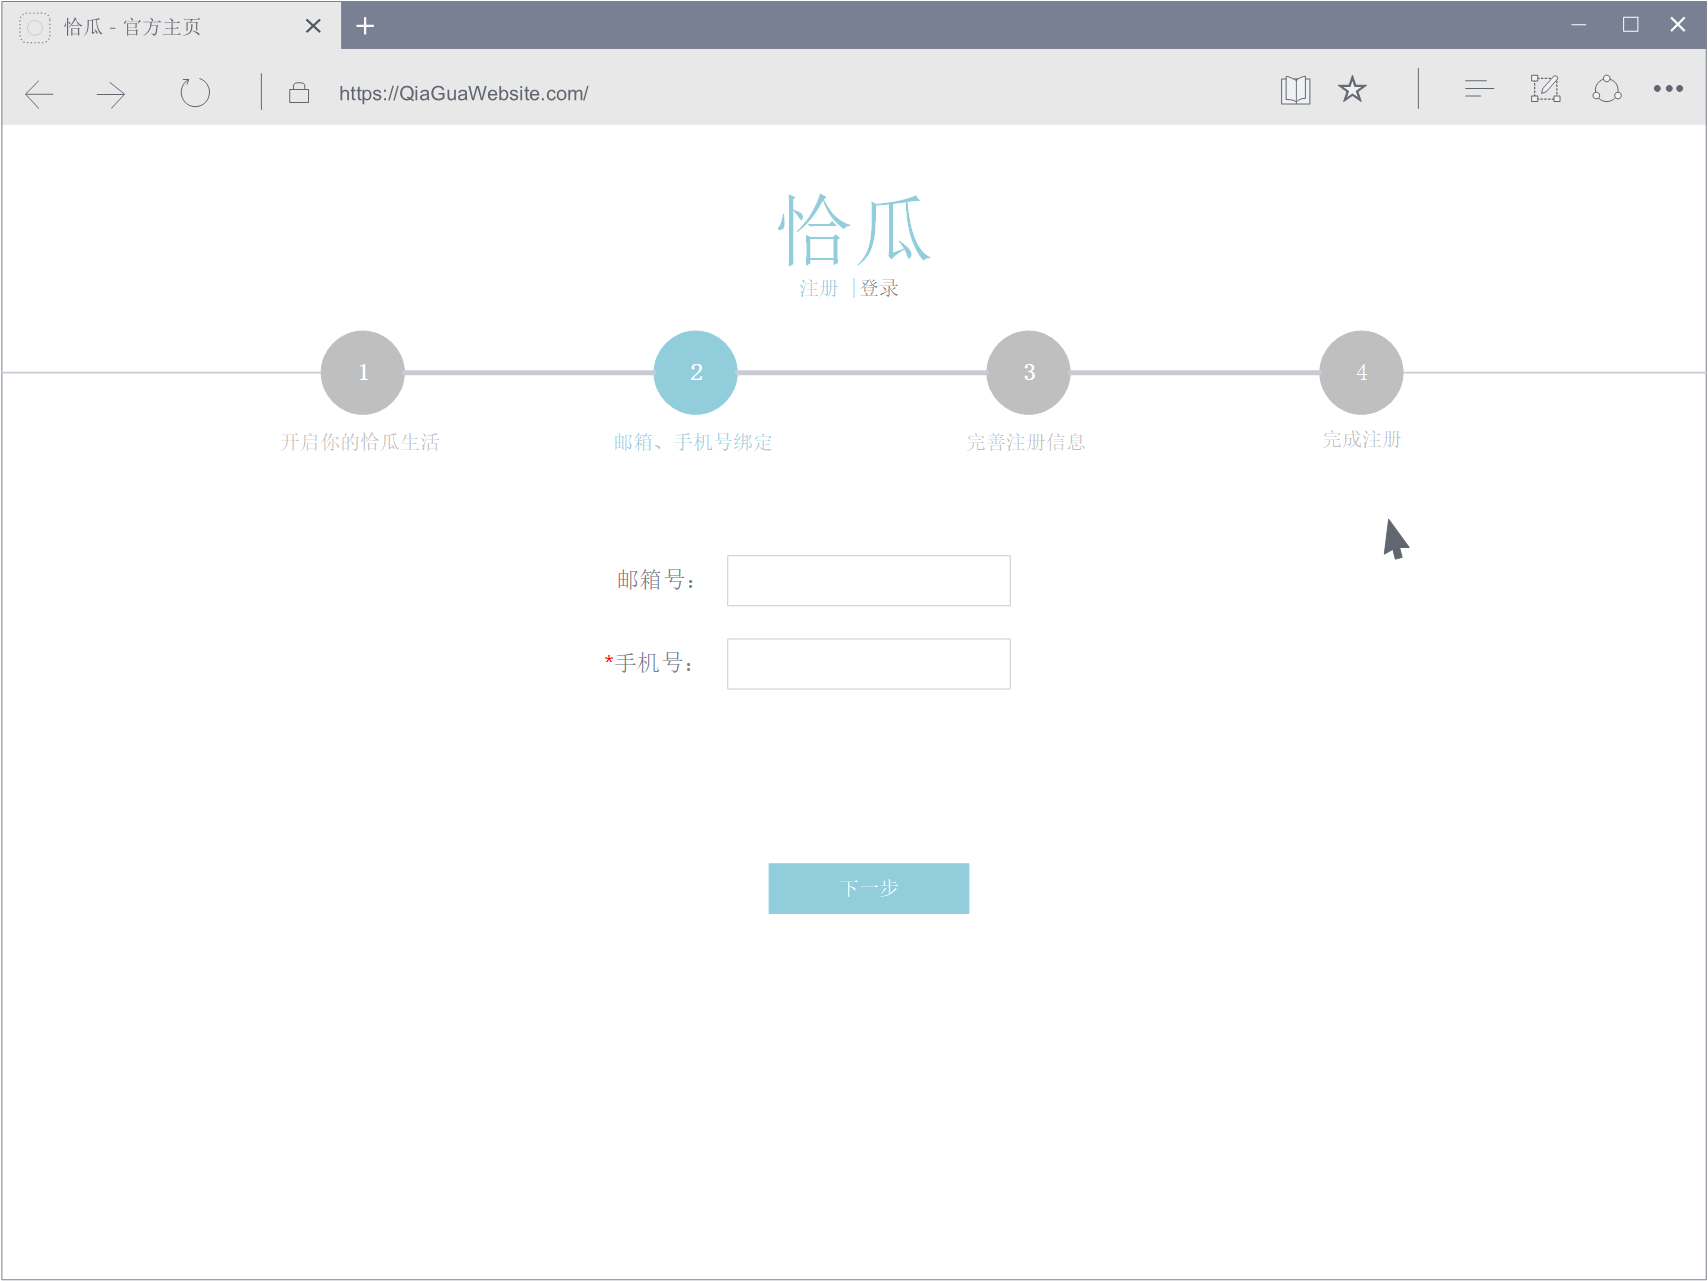 恰瓜 - 官方主页
https://QiaGuaWebsite.com/
恰瓜
注册 | 登录
1 2 3 4
开启你的恰瓜生活 邮箱、手机号绑定 完善注册信息 完成注册
邮箱号：
*手机号：
下一步